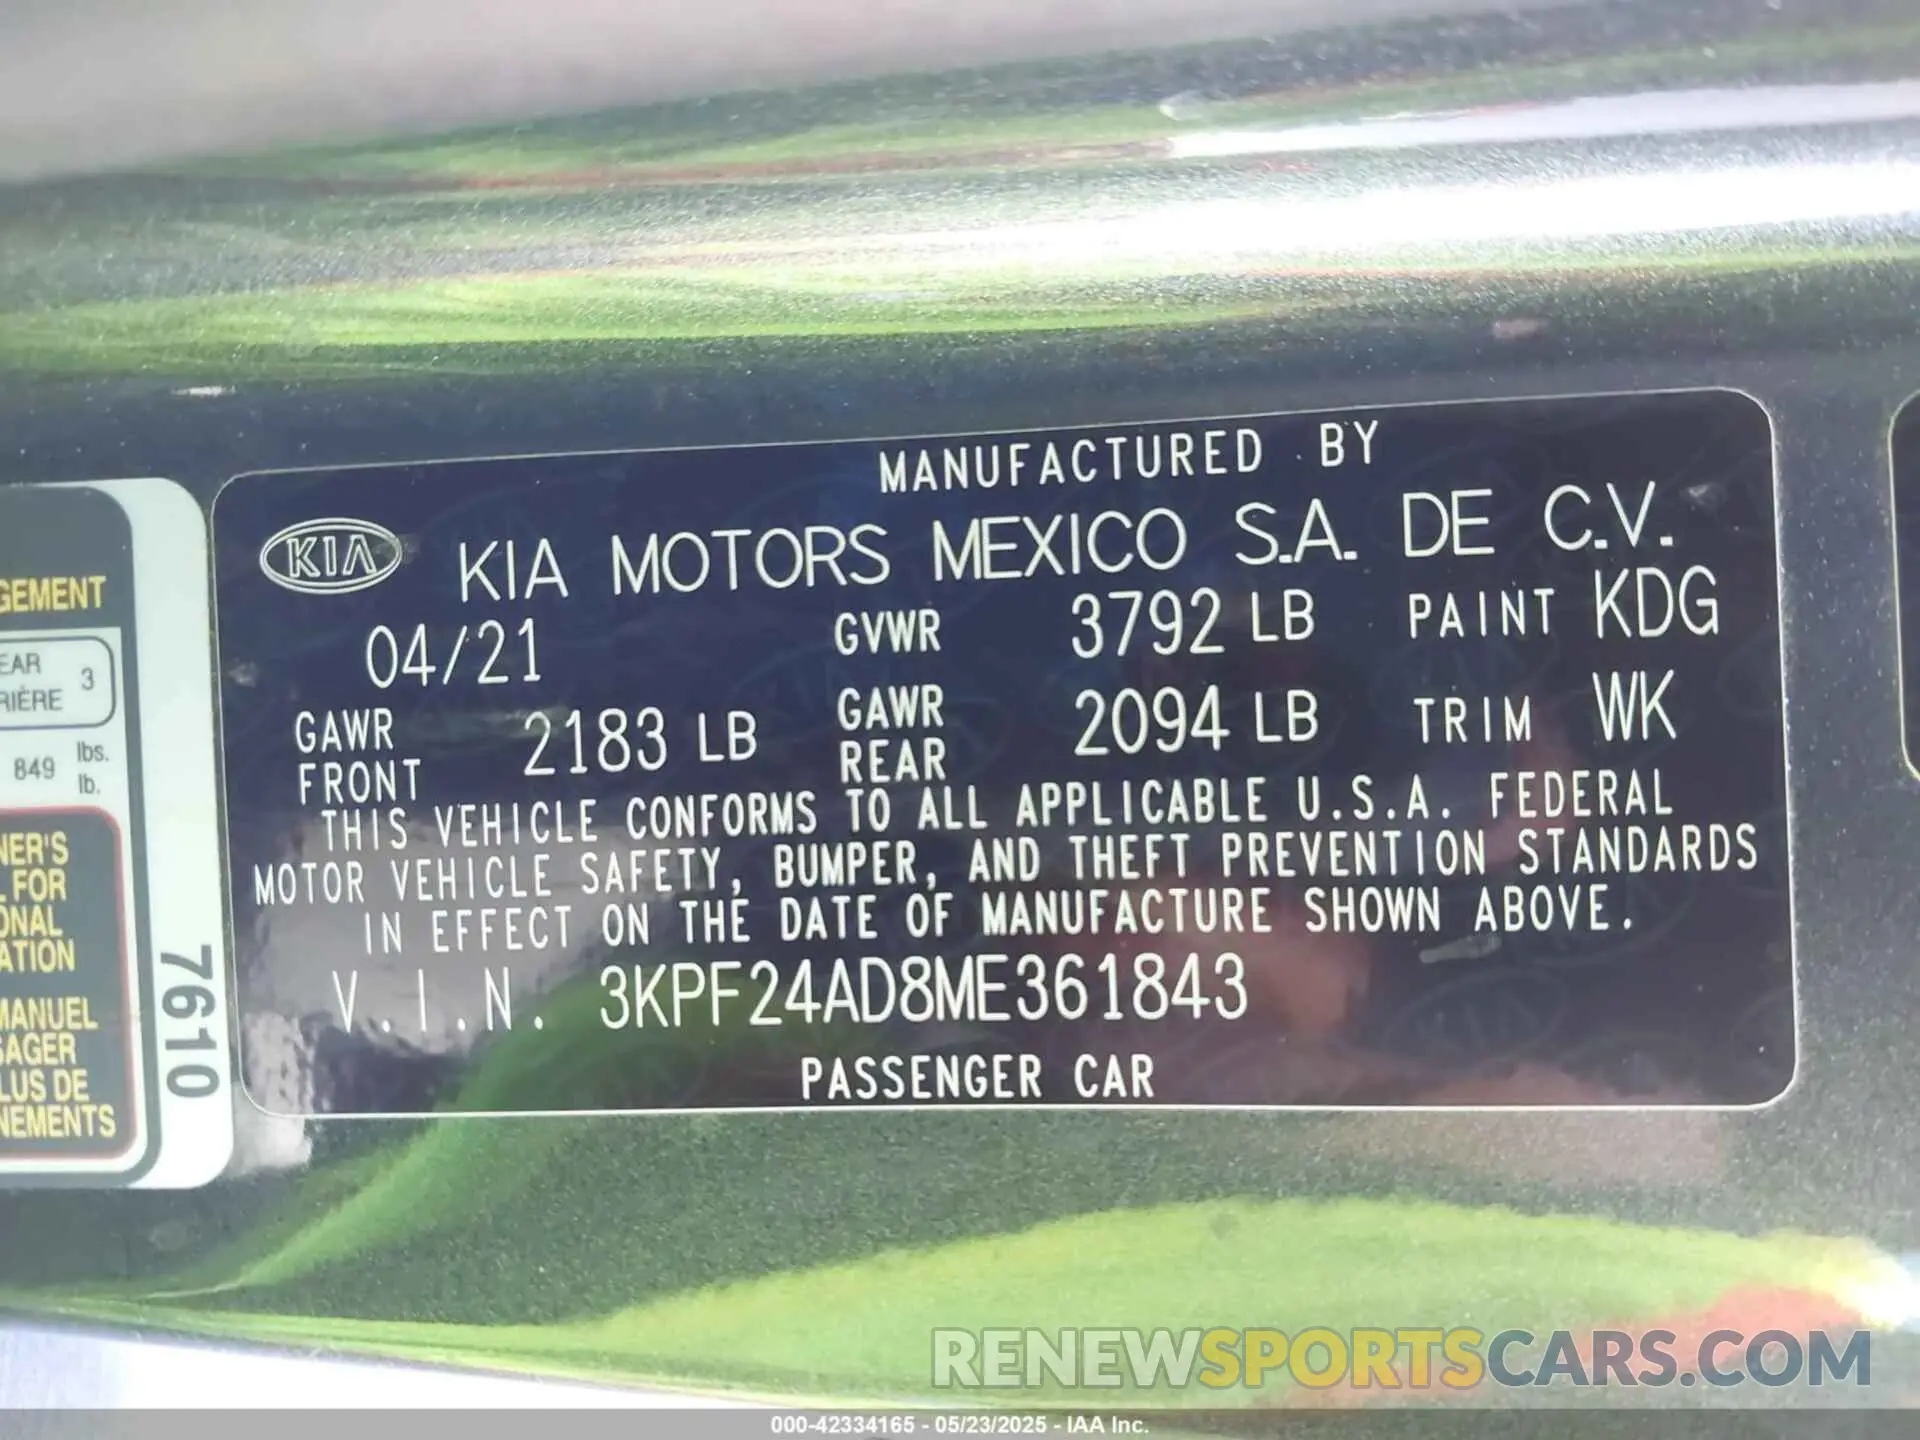 MANUFACTURED BY
KIA KIA MOTORS MEXICO S.A. DE C.V.
04/21 GVWR 3792 LB PAINT KDG
GAWR FRONT 2183 LB GAWR REAR 2094 LB TRIM WK
THIS VEHICLE CONFORMS TO ALL APPLICABLE U.S.A. FEDERAL
MOTOR VEHICLE SAFETY, BUMPER, AND THEFT PREVENTION STANDARDS
IN EFFECT ON THE DATE OF MANUFACTURE SHOWN ABOVE.
V.I.N. 3KPF24AD8ME361843
PASSENGER CAR
GEMENT
EAR
RIÈRE 3
849 lbs.
lb.
NER'S
L FOR
ONAL
ATION
MANUEL
SAGER
LUS DE
NEMENTS
7610
RENEWSPORTSCARS.COM
000-42334165 - 05/23/2025 - IAA Inc.